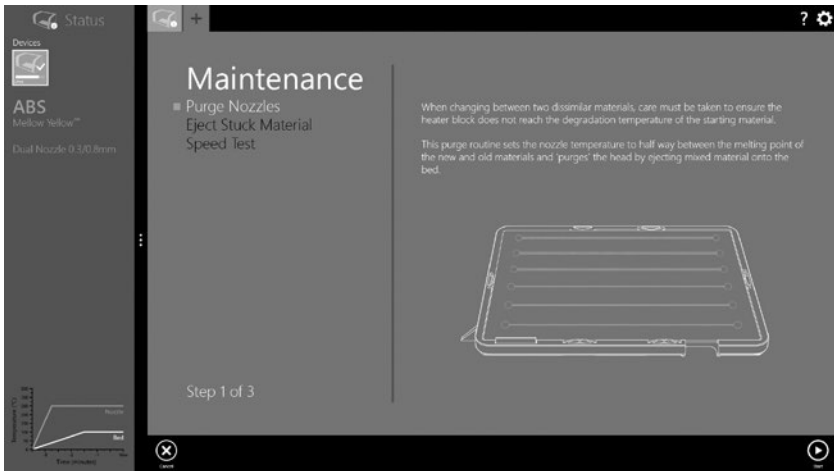 Status
+
?
Devices
ABS
Mellow Yellow™
Dual Nozzle 0.3/0.8mm
Maintenance
Purge Nozzles
Eject Stuck Material
Speed Test
Step 1 of 3
When changing between two dissimilar materials, care must be taken to ensure the
heater block does not reach the degradation temperature of the starting material.
This purge routine sets the nozzle temperature to half way between the melting point of
the new and old materials and 'purges' the head by ejecting mixed material onto the
bed.
Temperature (°C)
Nozzle
Bed
Time (minutes)
Cancel
Start